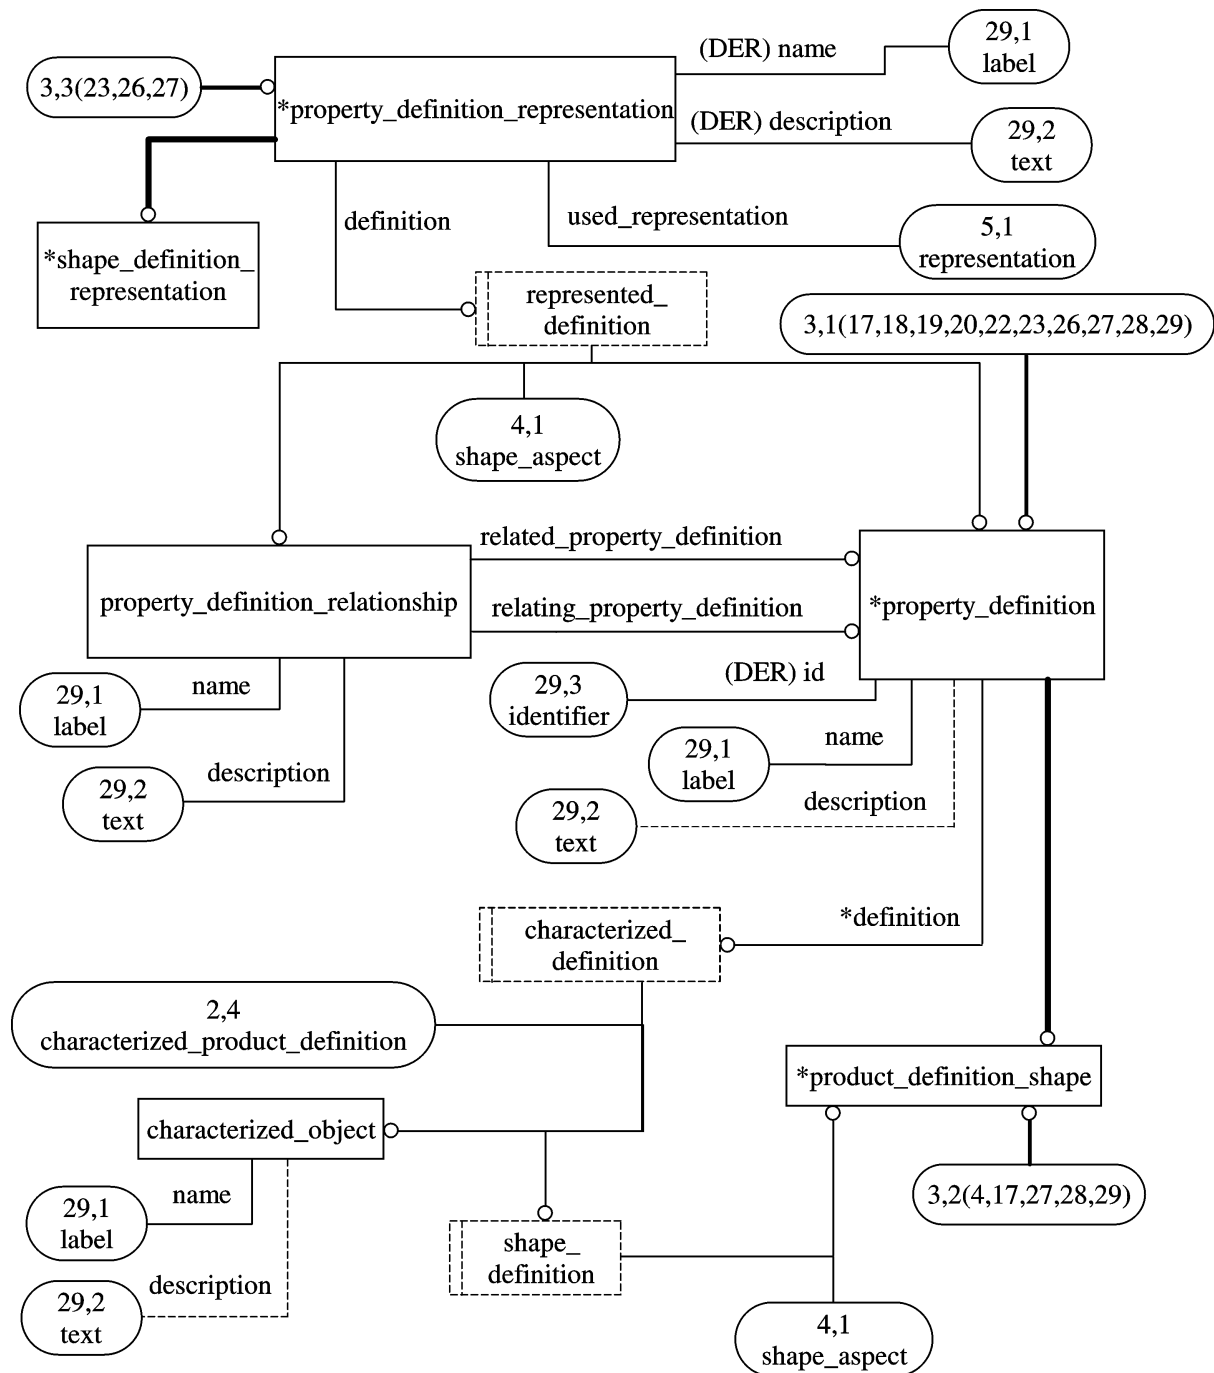 (DER) name
29,1
label
3,3(23,26,27)
*property_definition_representation
(DER) description
29,2
text
definition
used_representation
5,1
representation
*shape_definition_
representation
represented_
definition
3,1(17,18,19,20,22,23,26,27,28,29)
4,1
shape_aspect
related_property_definition
property_definition_relationship
relating_property_definition
*property_definition
name
29,1
label
(DER) id
29,3
identifier
name
29,1
label
description
29,2
text
description
29,2
text
*definition
characterized_
definition
2,4
characterized_product_definition
*product_definition_shape
characterized_object
name
29,1
label
3,2(4,17,27,28,29)
shape_
definition
description
29,2
text
4,1
shape_aspect